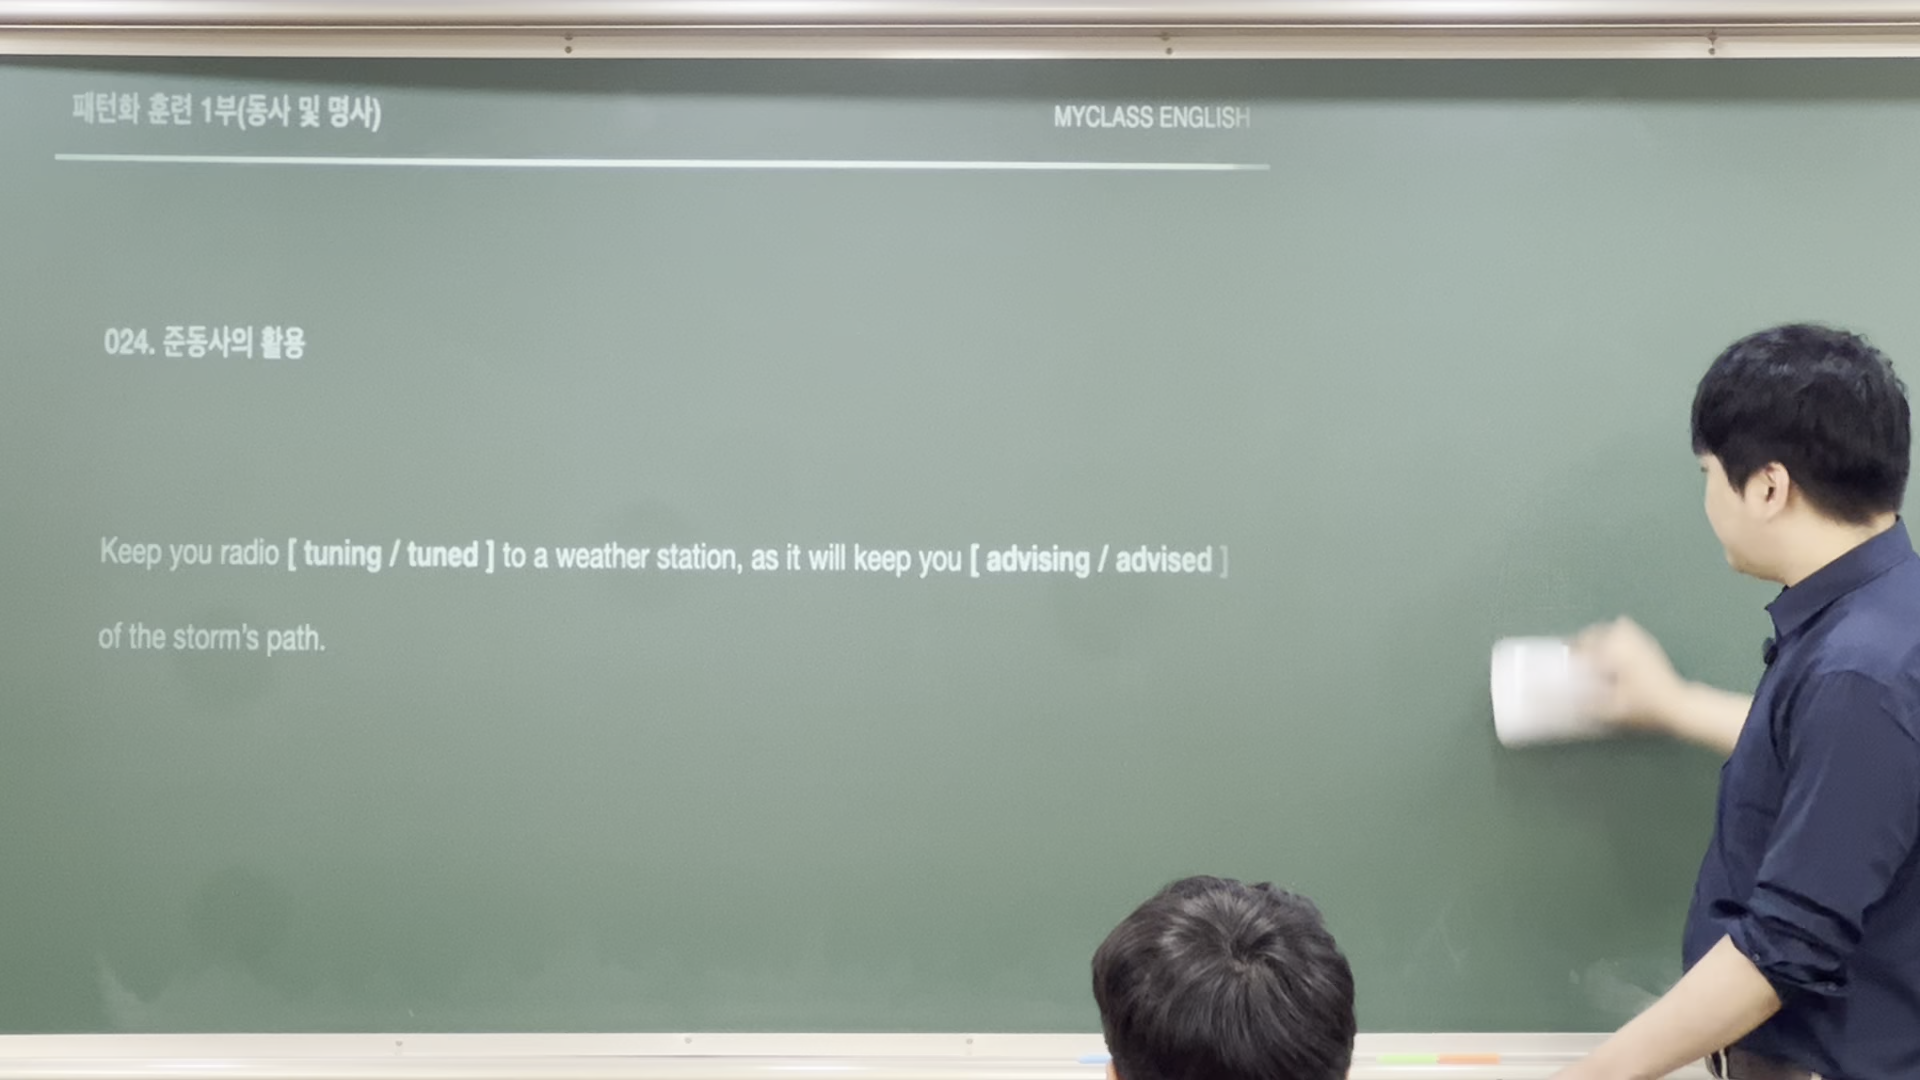 패턴화 훈련 1부(동사 및 명사)
MYCLASS ENGLISH
024. 준동사의 활용
Keep you radio [ tuning / tuned ] to a weather station, as it will keep you [ advising / advised ]
of the storm's path.